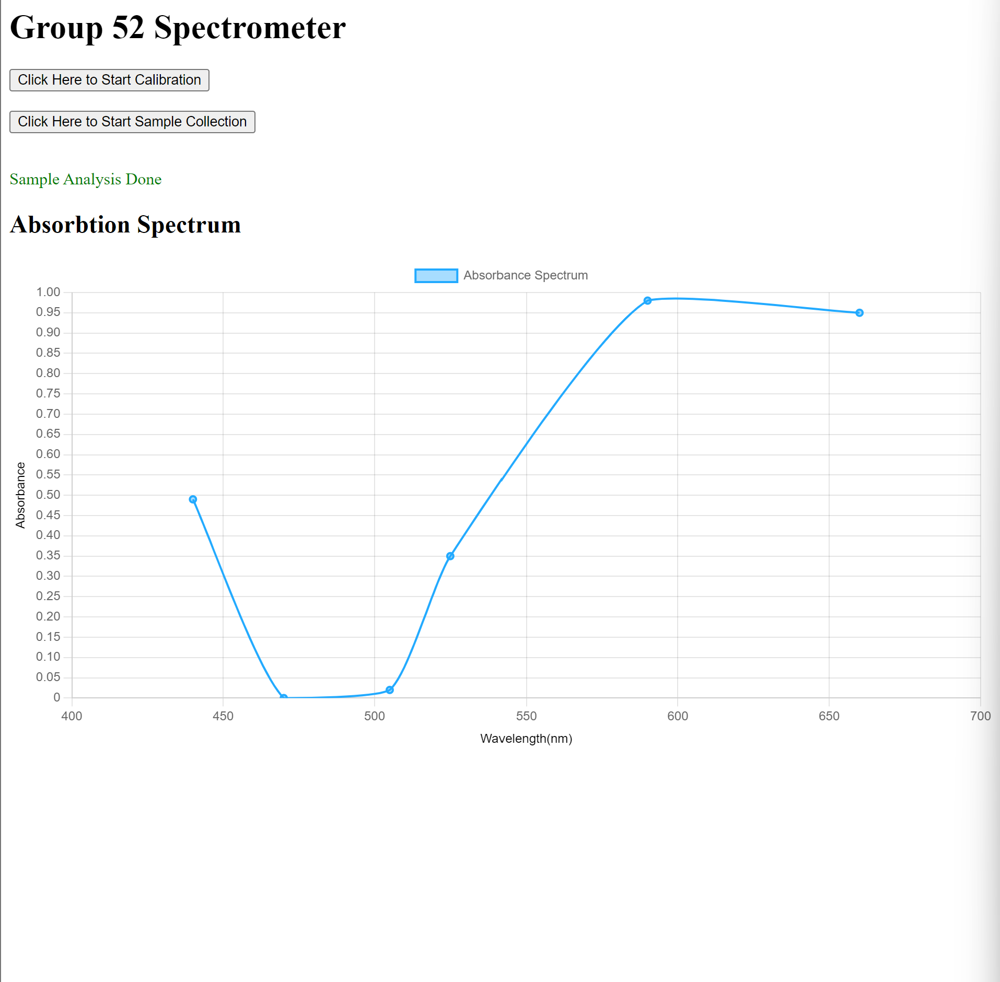 Group 52 Spectrometer
Click Here to Start Calibration
Click Here to Start Sample Collection
Sample Analysis Done
Absorbtion Spectrum
Absorbance Spectrum
1.00
0.95
0.90
0.85
0.80
0.75
0.70
0.65
0.60
0.55
0.50
0.45
0.40
0.35
0.30
0.25
0.20
0.15
0.10
0.05
0
Absorbance
400 450 500 550 600 650 700
Wavelength(nm)